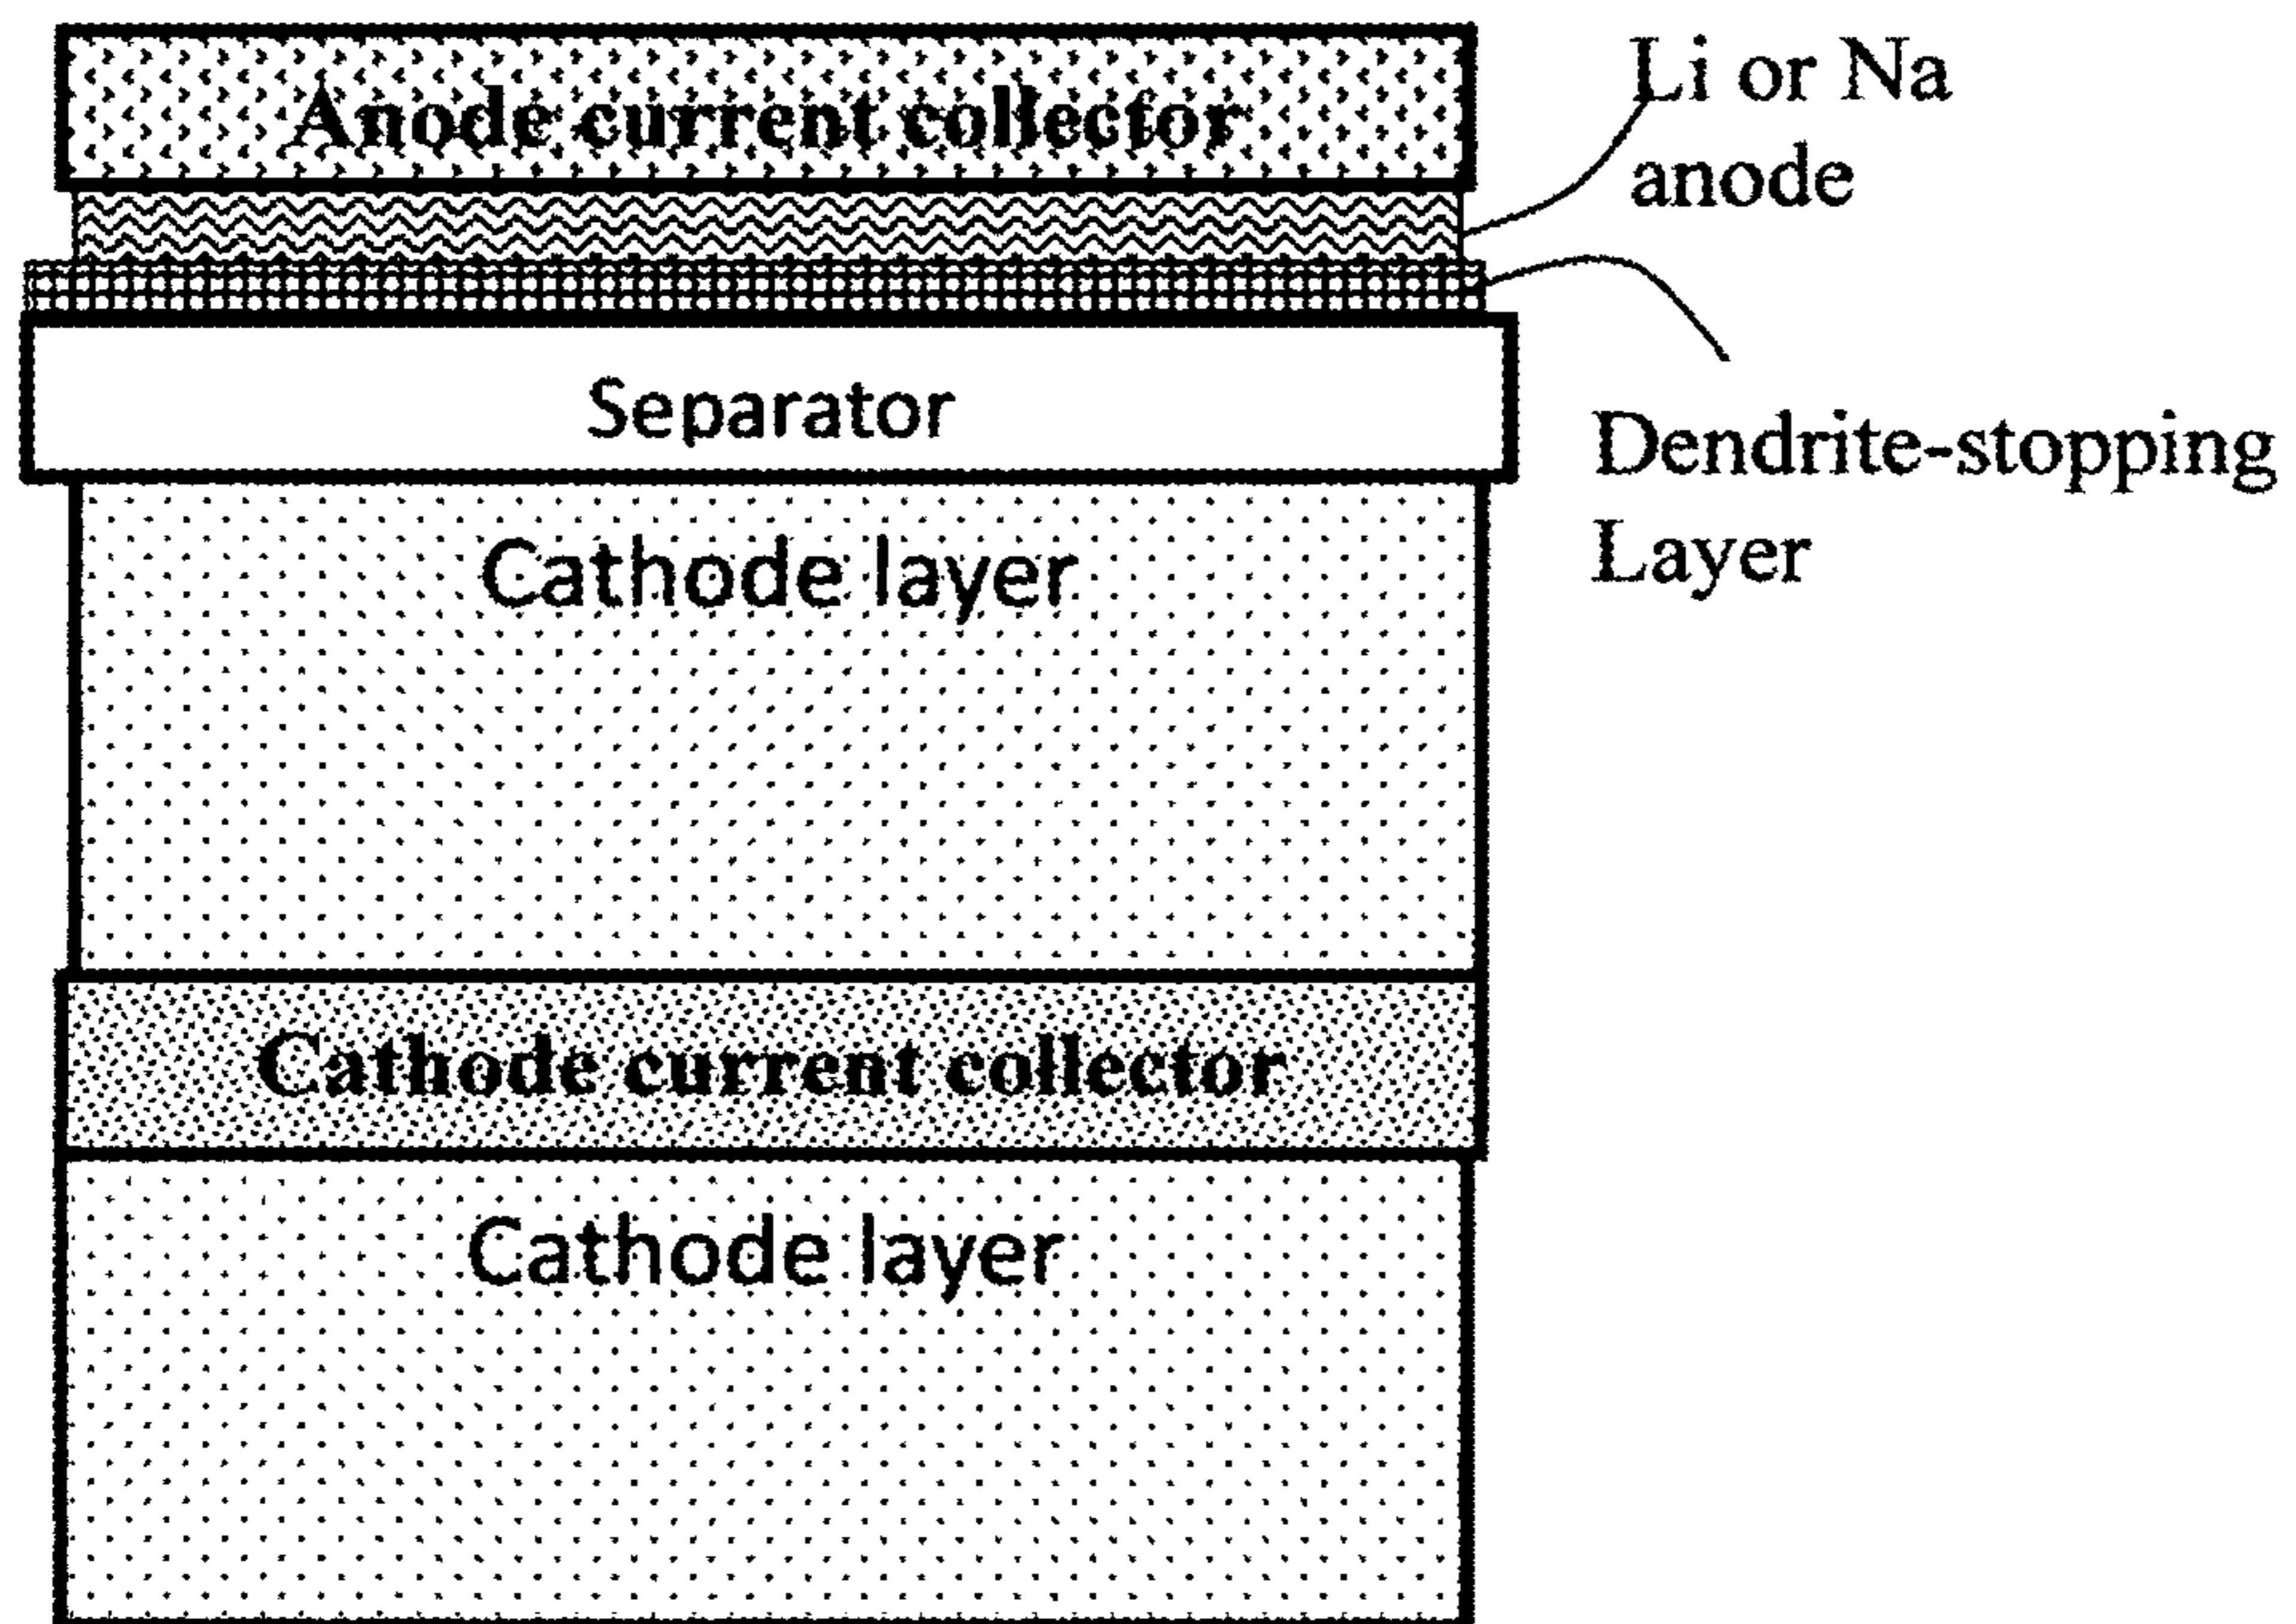 Anode current collector
Li or Na
anode
Separator
Dendrite-stopping
Layer
Cathode layer
Cathode current collector
Cathode layer